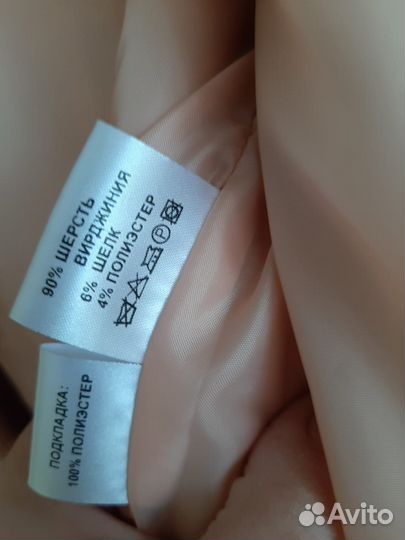 90% ШЕРСТЬ
ВИРДЖИНИЯ
6% ШЕЛК
4% ПОЛИЭСТЕР
ПОДКЛАДКА:
100% ПОЛИЭСТЕР
Avito